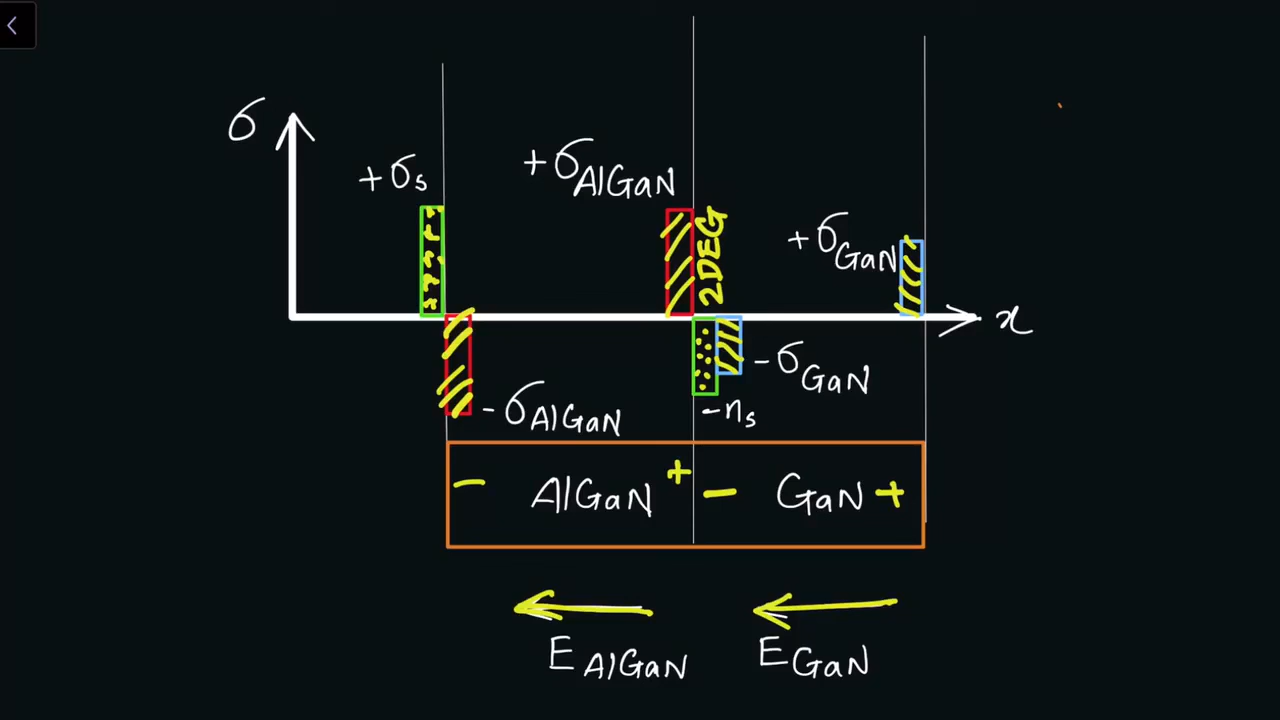 σ
+σs
+σAlGaN
2DEG
+σGaN
x
-σGaN
-ns
-σAlGaN
- AlGaN + - GaN +
EAlGaN
EGaN